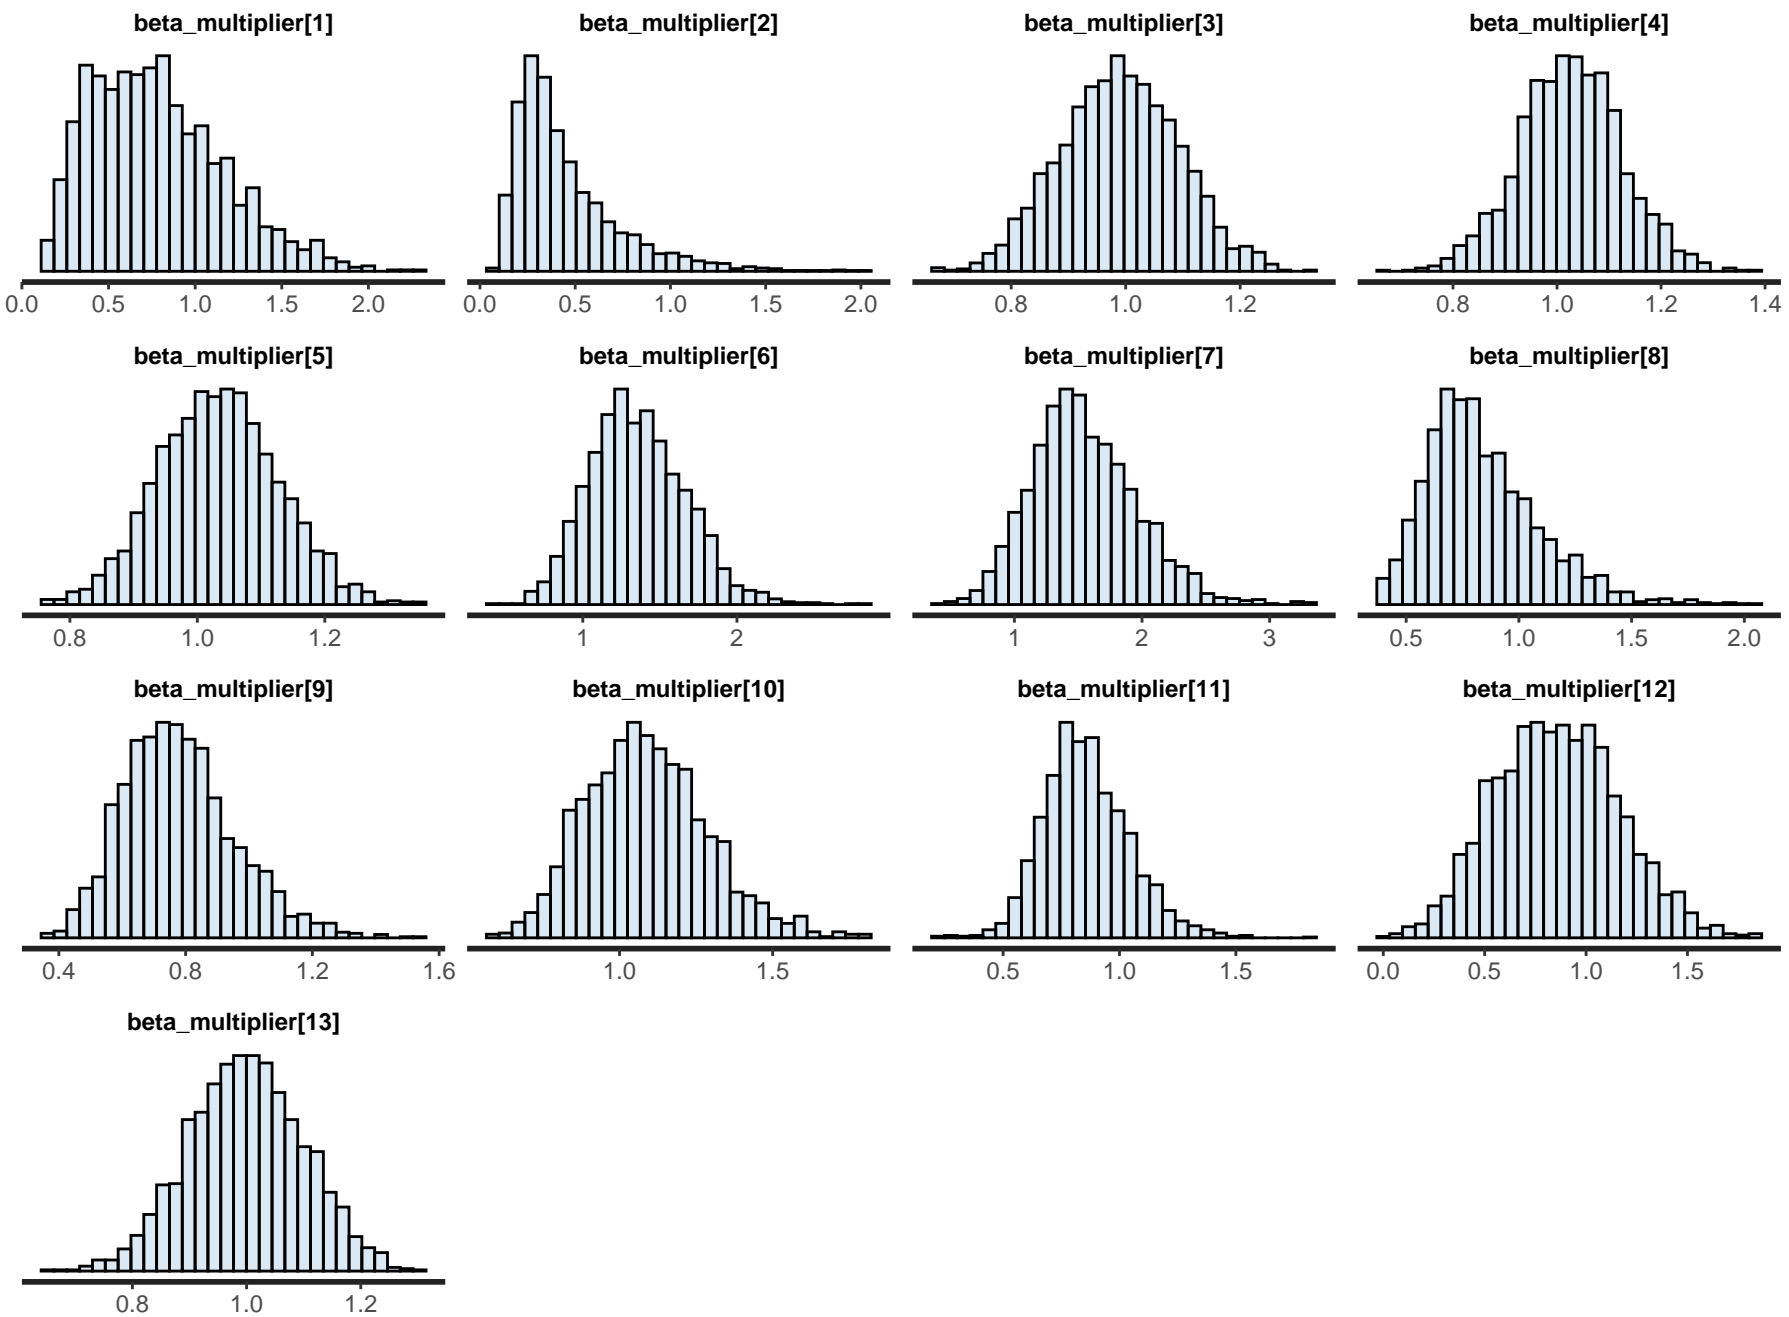 beta_multiplier[1] beta_multiplier[2] beta_multiplier[3] beta_multiplier[4]
0.0 0.5 1.0 1.5 2.0 0.0 0.5 1.0 1.5 2.0 0.8 1.0 1.2 0.8 1.0 1.2 1.4
beta_multiplier[5] beta_multiplier[6] beta_multiplier[7] beta_multiplier[8]
0.8 1.0 1.2 1 2 1 2 3 0.5 1.0 1.5 2.0
beta_multiplier[9] beta_multiplier[10] beta_multiplier[11] beta_multiplier[12]
0.4 0.8 1.2 1.6 1.0 1.5 0.5 1.0 1.5 0.0 0.5 1.0 1.5
beta_multiplier[13]
0.8 1.0 1.2